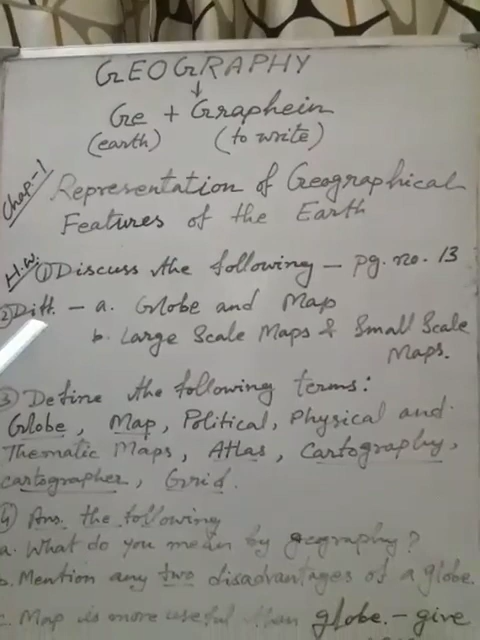 GEOGRAPHY
↓
Ge + Graphein
(earth) (to write)
Chap.-1
Representation of Geographical
Features of the Earth
H.W. ① Discuss the following - pg. no. 13
② Diff. - a. Globe and Map
b. Large Scale Maps & Small Scale
Maps.
③ Define the following terms:
Globe, Map, Political, Physical and
Thematic Maps, Atlas, Cartography,
cartographer, Grid.
④ Ans. the following
a. What do you mean by geography?
b. Mention any two disadvantages of a globe.
c. Map is more useful than globe. - give